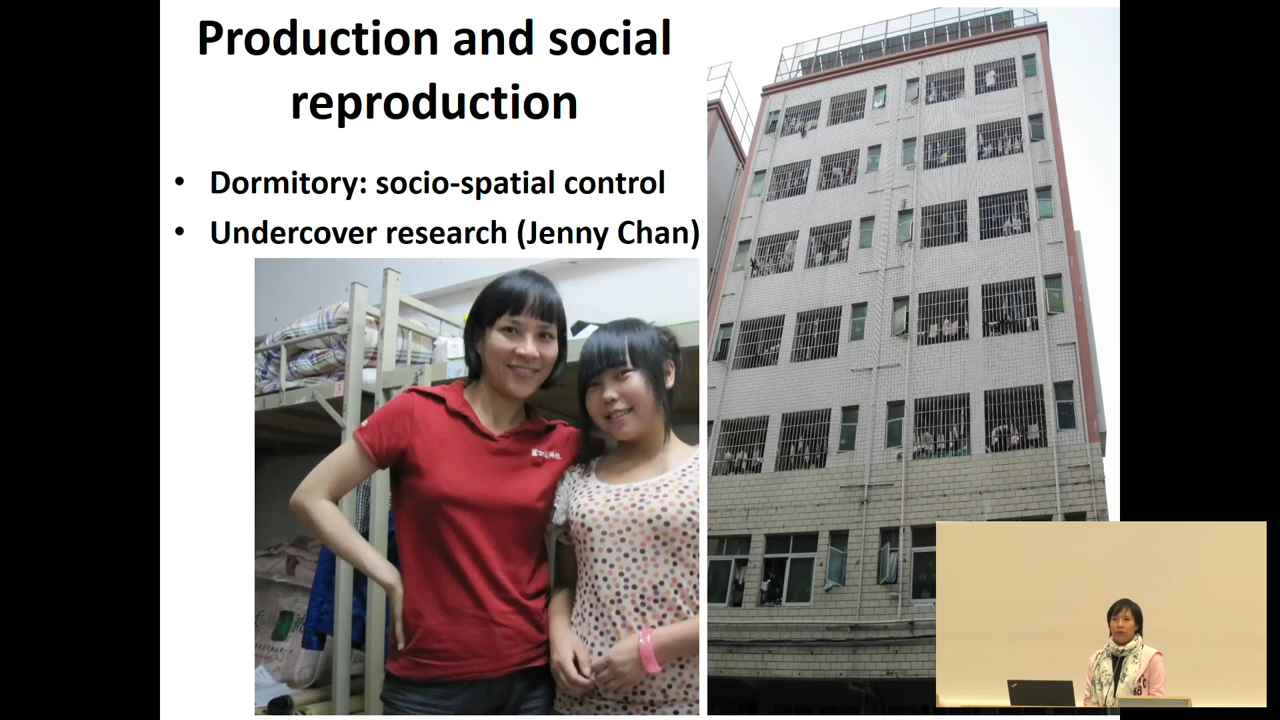 Production and social
reproduction
• Dormitory: socio-spatial control
• Undercover research (Jenny Chan)